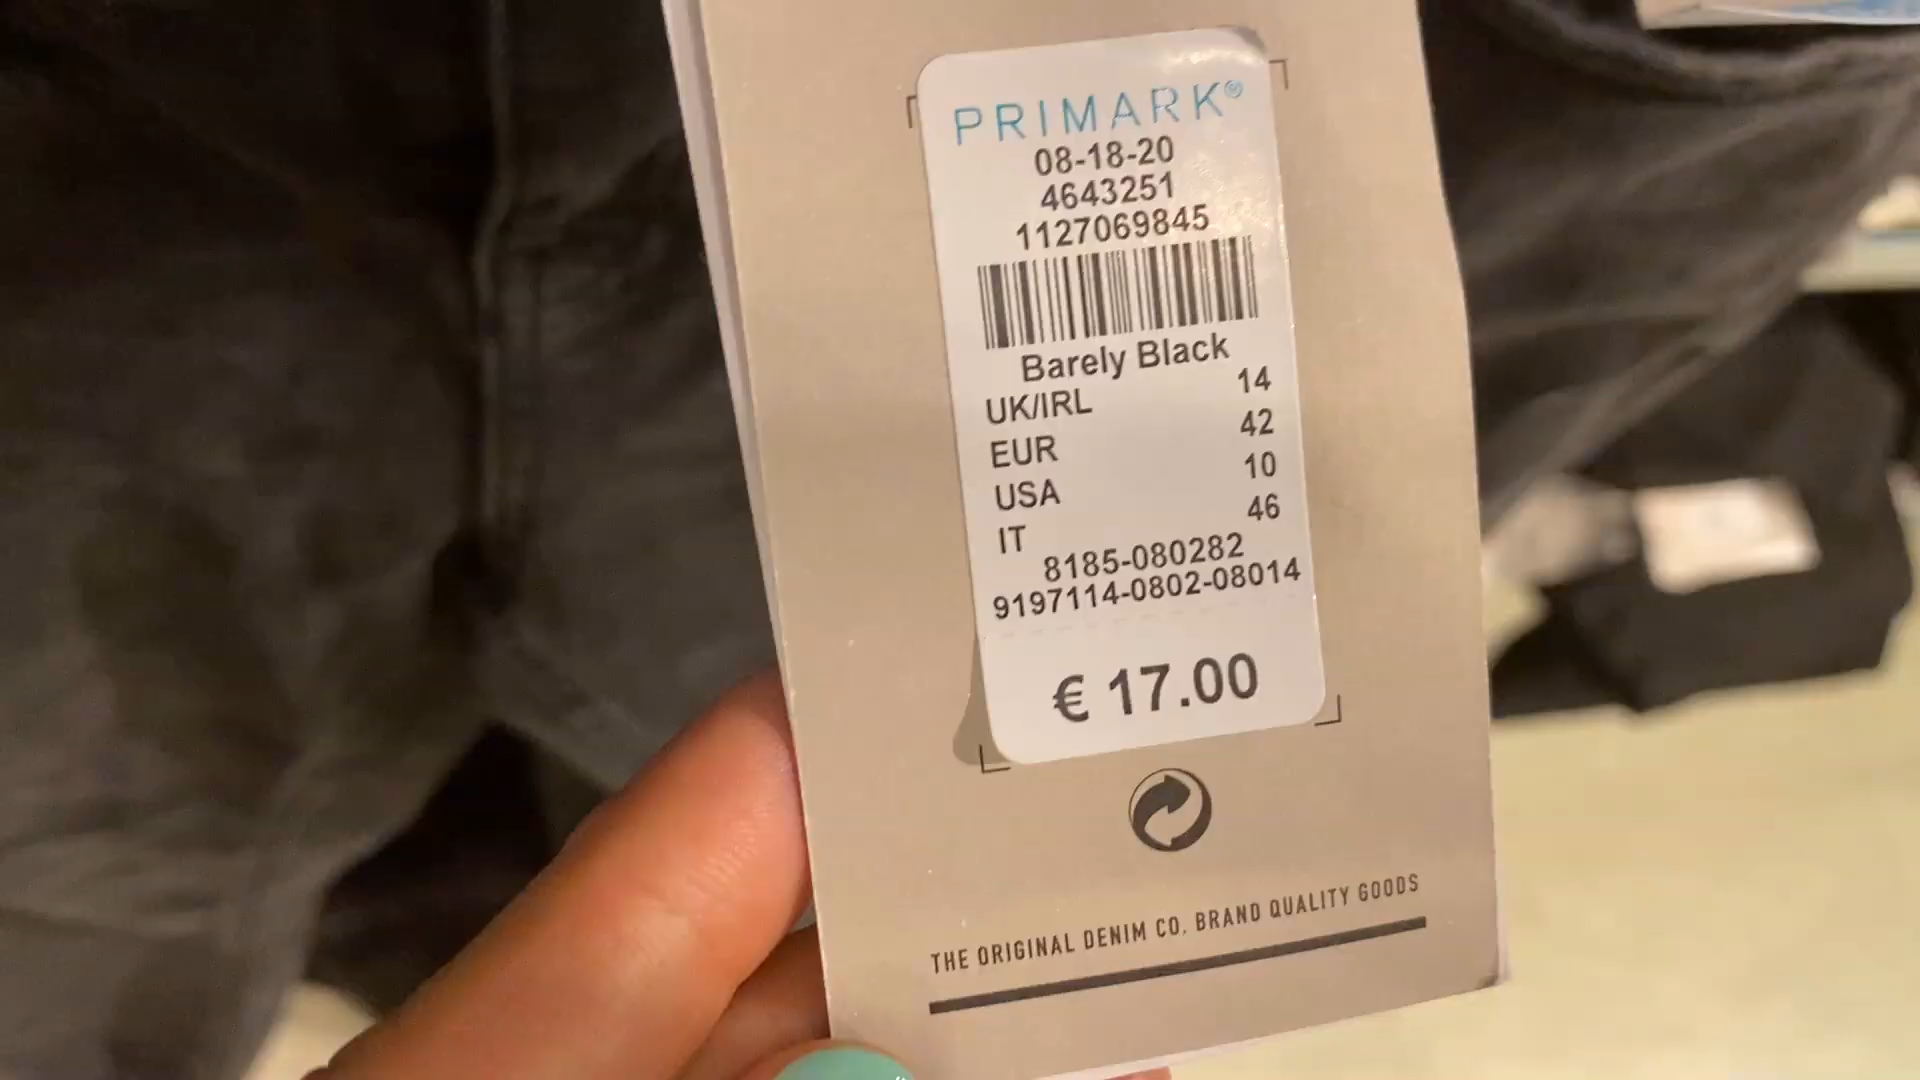 PRIMARK®
08-18-20
4643251
1127069845
Barely Black
UK/IRL 14
EUR 42
USA 10
IT 46
8185-080282
9197114-0802-08014
€ 17.00
THE ORIGINAL DENIM CO. BRAND QUALITY GOODS